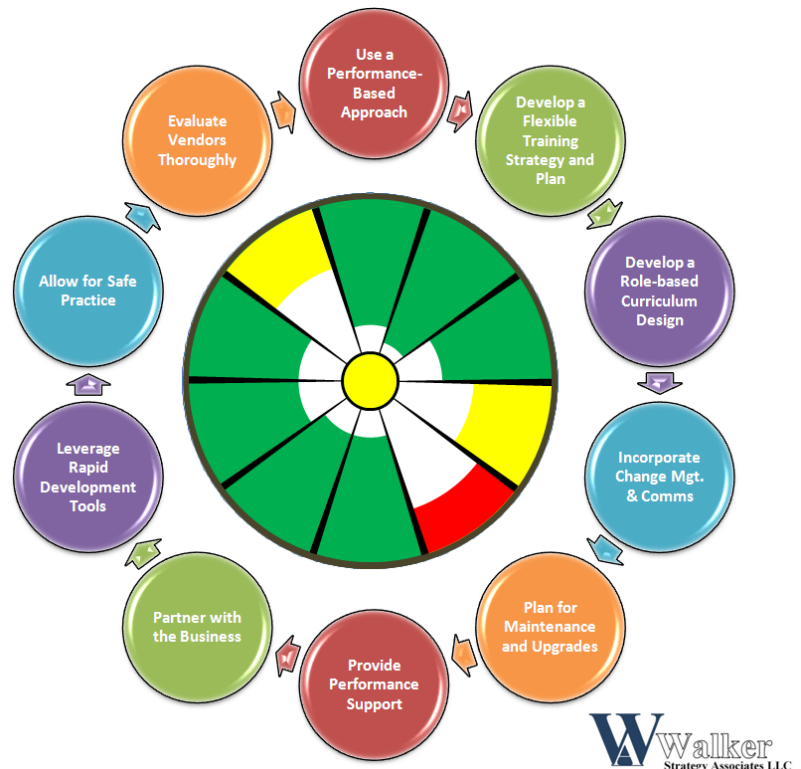 Use a
Performance-
Based
Approach
Develop a
Flexible
Training
Strategy and
Plan
Develop a
Role-based
Curriculum
Design
Incorporate
Change Mgt.
& Comms
Plan for
Maintenance
and Upgrades
Provide
Performance
Support
Partner with
the Business
Leverage
Rapid
Development
Tools
Allow for Safe
Practice
Evaluate
Vendors
Thoroughly
WA Walker
Strategy Associates LLC